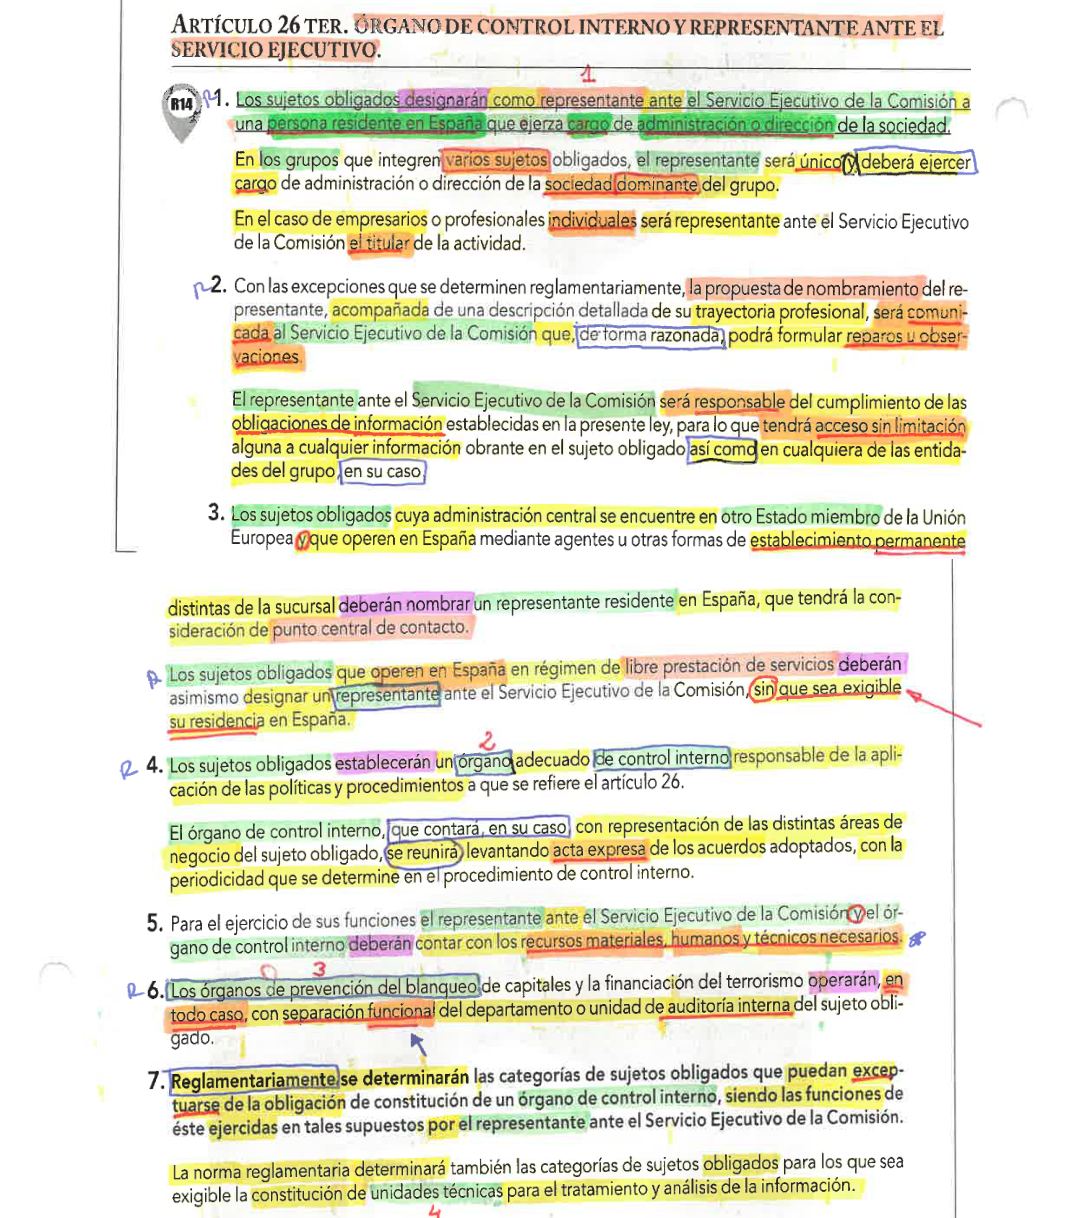 ARTÍCULO 26 TER. ÓRGANO DE CONTROL INTERNO Y REPRESENTANTE ANTE EL
SERVICIO EJECUTIVO.
1
R14
R 1. Los sujetos obligados designarán como representante ante el Servicio Ejecutivo de la Comisión a
una persona residente en España que ejerza cargo de administración o dirección de la sociedad.
En los grupos que integren varios sujetos obligados, el representante será único y deberá ejercer
cargo de administración o dirección de la sociedad dominante del grupo.
En el caso de empresarios o profesionales individuales será representante ante el Servicio Ejecutivo
de la Comisión el titular de la actividad.
R 2. Con las excepciones que se determinen reglamentariamente, la propuesta de nombramiento del re-
presentante, acompañada de una descripción detallada de su trayectoria profesional, será comuni-
cada al Servicio Ejecutivo de la Comisión que, de forma razonada, podrá formular reparos u obser-
vaciones.
El representante ante el Servicio Ejecutivo de la Comisión será responsable del cumplimiento de las
obligaciones de información establecidas en la presente ley, para lo que tendrá acceso sin limitación
alguna a cualquier información obrante en el sujeto obligado así como en cualquiera de las entida-
des del grupo, en su caso.
3. Los sujetos obligados cuya administración central se encuentre en otro Estado miembro de la Unión
Europea y que operen en España mediante agentes u otras formas de establecimiento permanente
distintas de la sucursal deberán nombrar un representante residente en España, que tendrá la con-
sideración de punto central de contacto.
R Los sujetos obligados que operen en España en régimen de libre prestación de servicios deberán
asimismo designar un representante ante el Servicio Ejecutivo de la Comisión, sin que sea exigible
su residencia en España.
2
R 4. Los sujetos obligados establecerán un órgano adecuado de control interno responsable de la apli-
cación de las políticas y procedimientos a que se refiere el artículo 26.
El órgano de control interno, que contará, en su caso, con representación de las distintas áreas de
negocio del sujeto obligado, se reunirá, levantando acta expresa de los acuerdos adoptados, con la
periodicidad que se determine en el procedimiento de control interno.
5. Para el ejercicio de sus funciones el representante ante el Servicio Ejecutivo de la Comisión y el ór-
gano de control interno deberán contar con los recursos materiales, humanos y técnicos necesarios.
3
R 6. Los órganos de prevención del blanqueo de capitales y la financiación del terrorismo operarán, en
todo caso, con separación funcional del departamento o unidad de auditoría interna del sujeto obli-
gado.
7. Reglamentariamente se determinarán las categorías de sujetos obligados que puedan excep-
tuarse de la obligación de constitución de un órgano de control interno, siendo las funciones de
éste ejercidas en tales supuestos por el representante ante el Servicio Ejecutivo de la Comisión.
La norma reglamentaria determinará también las categorías de sujetos obligados para los que sea
exigible la constitución de unidades técnicas para el tratamiento y análisis de la información.
4